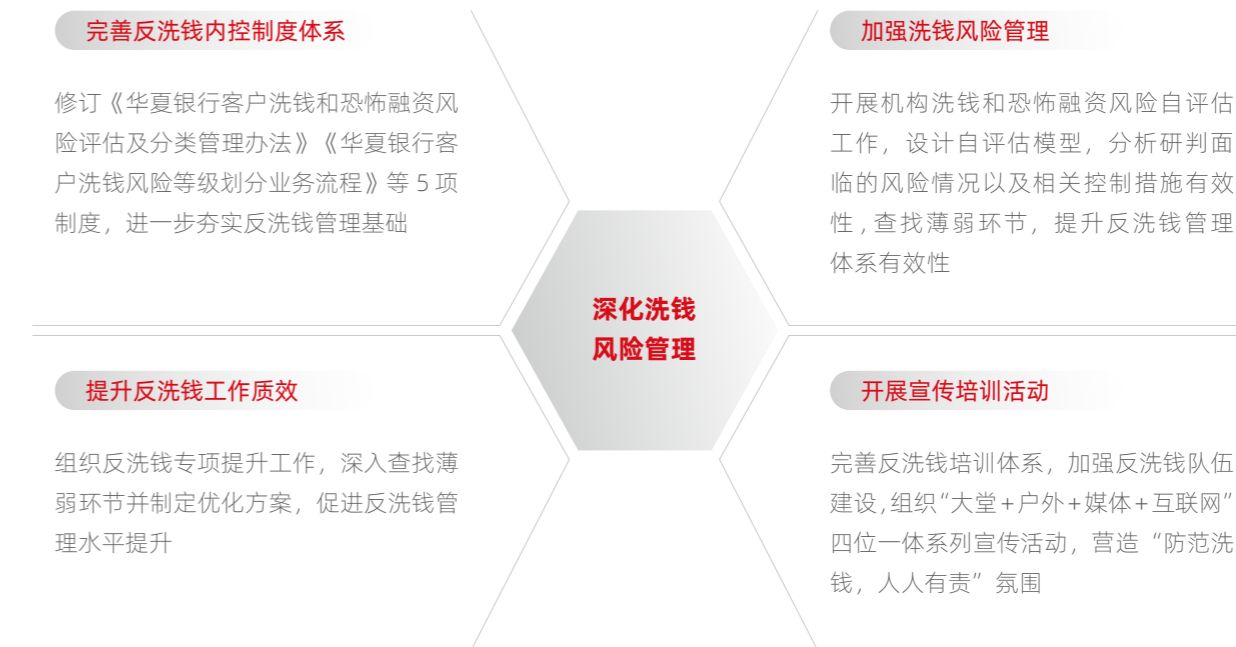 完善反洗钱内控制度体系
修订《华夏银行客户洗钱和恐怖融资风
险评估及分类管理办法》《华夏银行客
户洗钱风险等级划分业务流程》等 5 项
制度，进一步夯实反洗钱管理基础
加强洗钱风险管理
开展机构洗钱和恐怖融资风险自评估
工作，设计自评估模型，分析研判面
临的风险情况以及相关控制措施有效
性，查找薄弱环节，提升反洗钱管理
体系有效性
深化洗钱
风险管理
提升反洗钱工作质效
组织反洗钱专项提升工作，深入查找薄
弱环节并制定优化方案，促进反洗钱管
理水平提升
开展宣传培训活动
完善反洗钱培训体系，加强反洗钱队伍
建设，组织“大堂+户外+媒体+互联网”
四位一体系列宣传活动，营造“防范洗
钱，人人有责”氛围